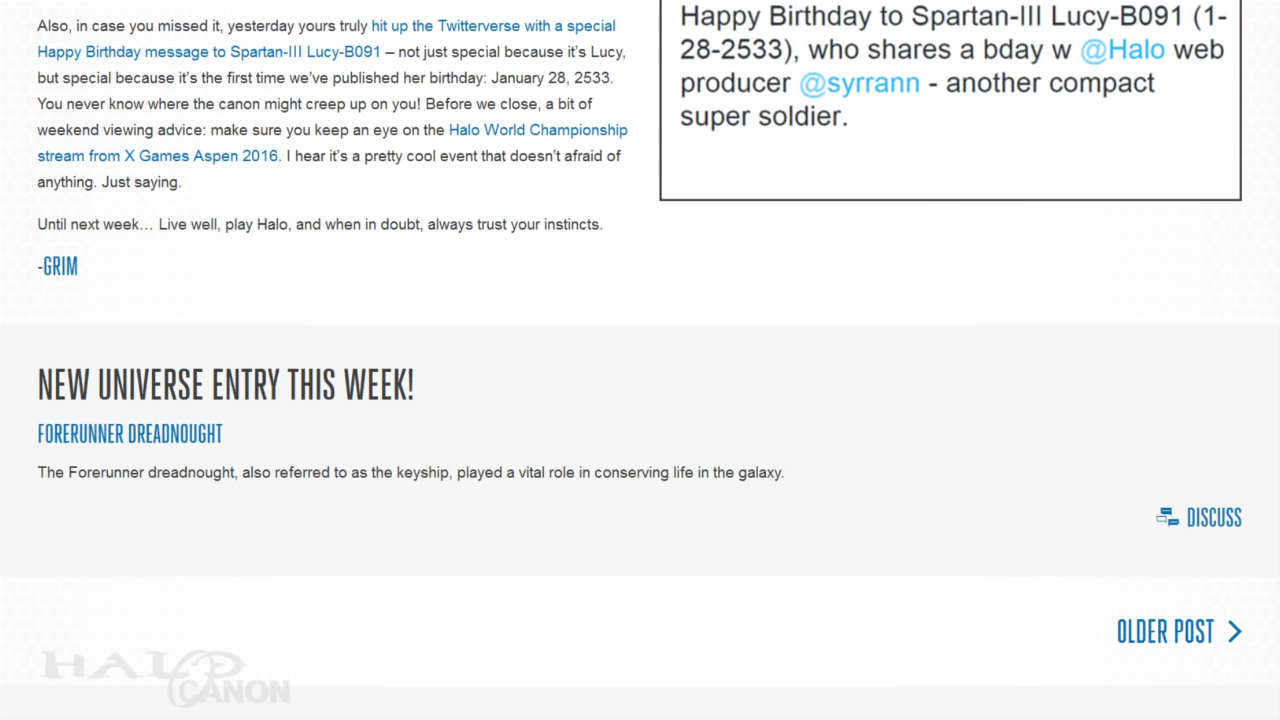 Also, in case you missed it, yesterday yours truly hit up the Twitterverse with a special
Happy Birthday message to Spartan-III Lucy-B091 – not just special because it's Lucy,
but special because it's the first time we've published her birthday: January 28, 2533.
You never know where the canon might creep up on you! Before we close, a bit of
weekend viewing advice: make sure you keep an eye on the Halo World Championship
stream from X Games Aspen 2016. I hear it's a pretty cool event that doesn't afraid of
anything. Just saying.
Until next week… Live well, play Halo, and when in doubt, always trust your instincts.
-GRIM
Happy Birthday to Spartan-III Lucy-B091 (1-
28-2533), who shares a bday w @Halo web
producer @syrrann - another compact
super soldier.
NEW UNIVERSE ENTRY THIS WEEK!
FORERUNNER DREADNOUGHT
The Forerunner dreadnought, also referred to as the keyship, played a vital role in conserving life in the galaxy.
DISCUSS
OLDER POST
HALO
CANON